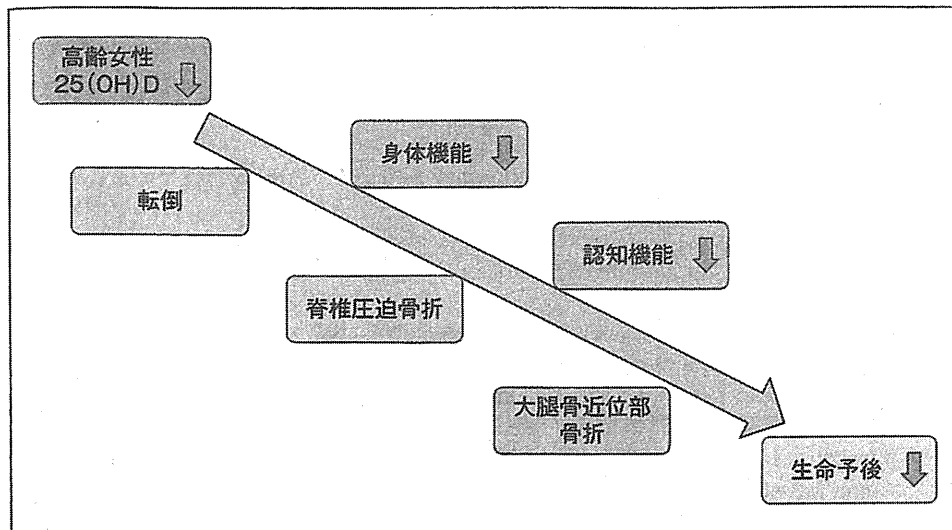 高齢女性
25(OH)D
身体機能
転倒
認知機能
脊椎圧迫骨折
大腿骨近位部
骨折
生命予後